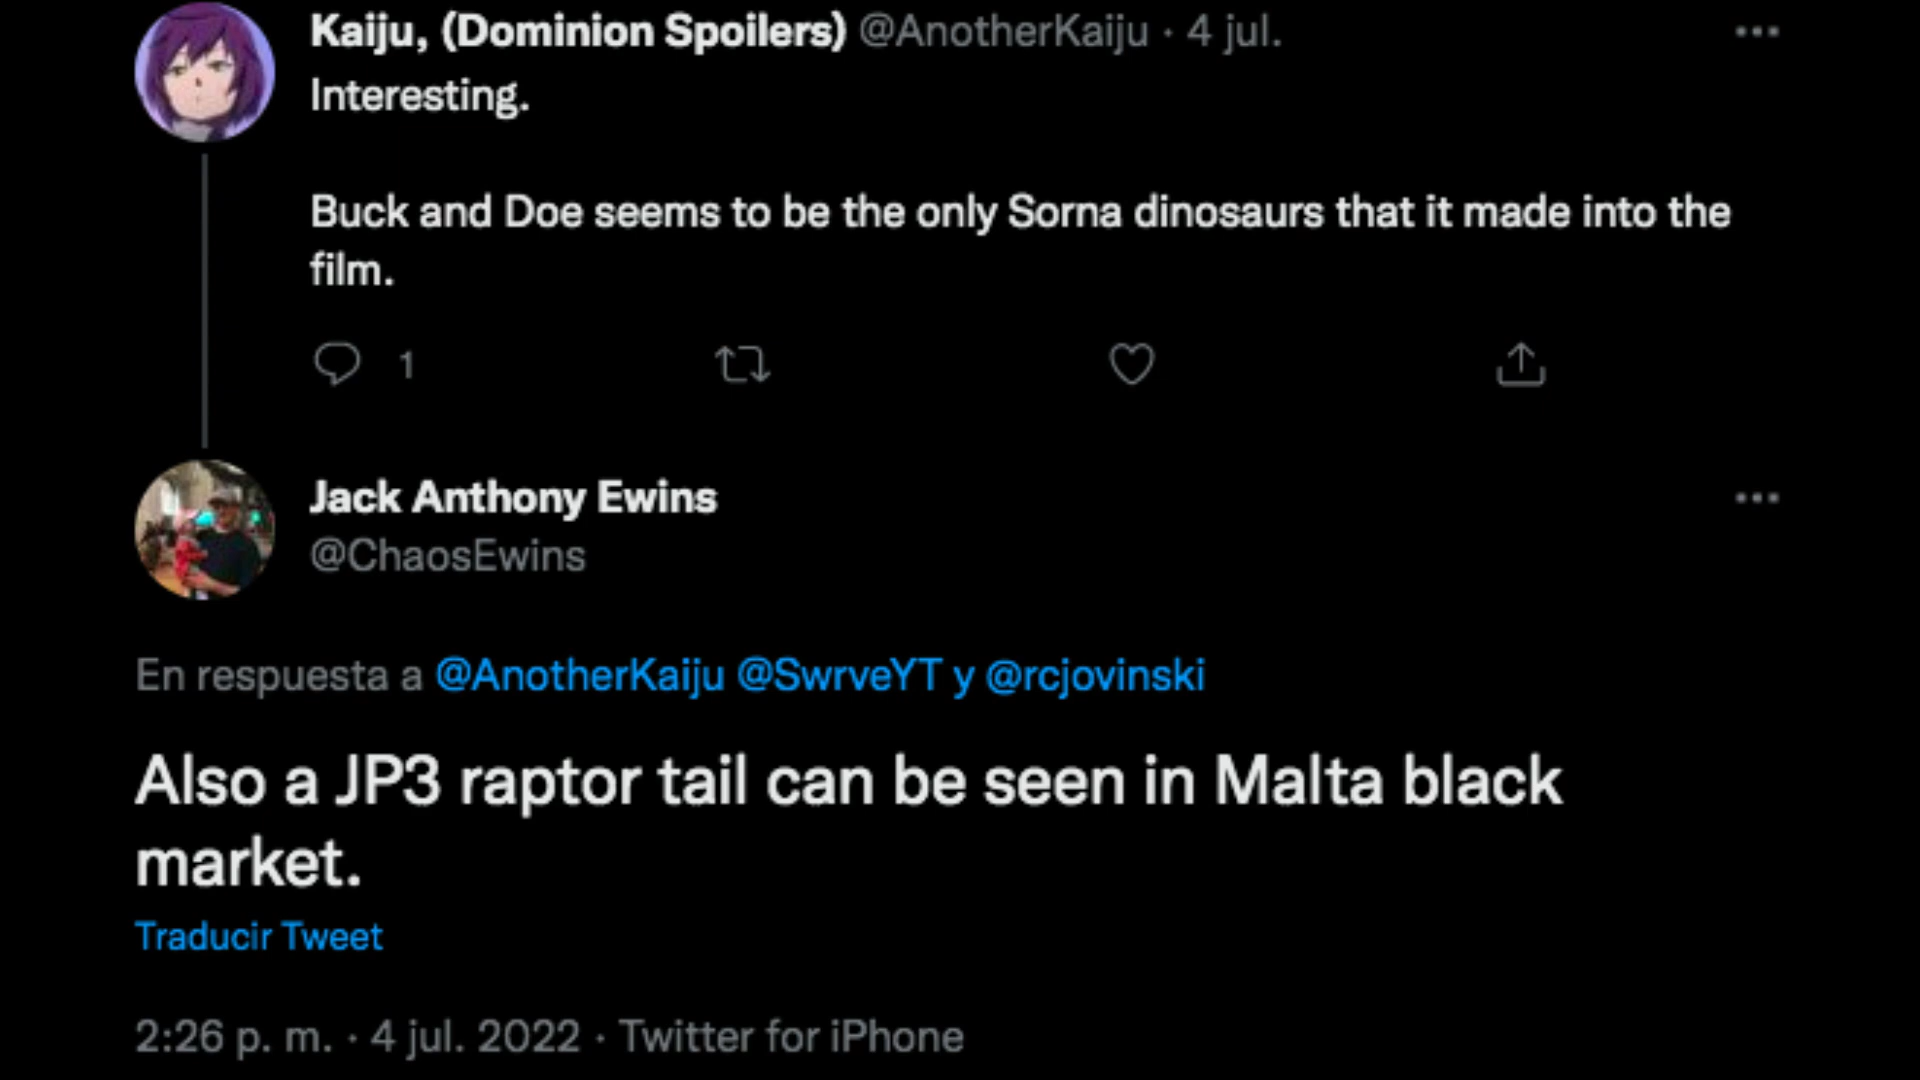 Kaiju, (Dominion Spoilers) @AnotherKaiju · 4 jul.
Interesting.
Buck and Doe seems to be the only Sorna dinosaurs that it made into the
film.
1
Jack Anthony Ewins
@ChaosEwins
En respuesta a @AnotherKaiju @SwrveYT y @rcjovinski
Also a JP3 raptor tail can be seen in Malta black
market.
Traducir Tweet
2:26 p. m. · 4 jul. 2022 · Twitter for iPhone